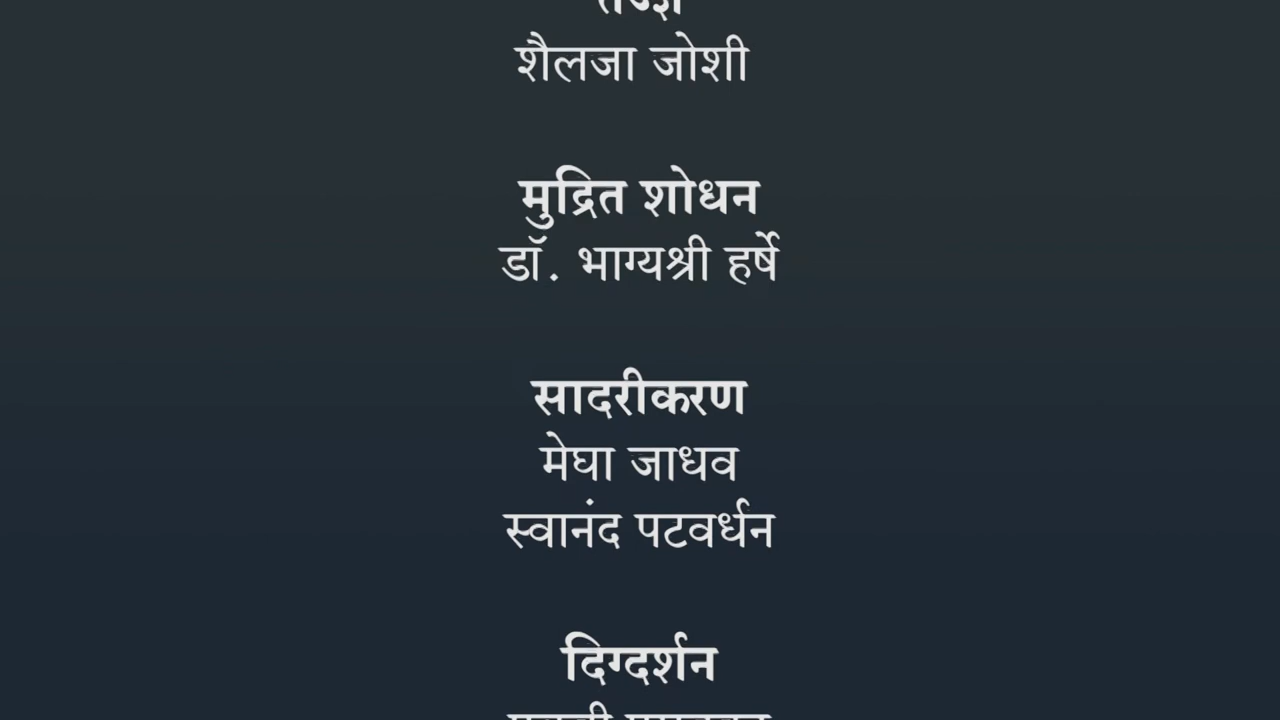 शैलजा जोशी
मुद्रित शोधन
डॉ. भाग्यश्री हर्षे
सादरीकरण
मेघा जाधव
स्वानंद पटवर्धन
दिग्दर्शन